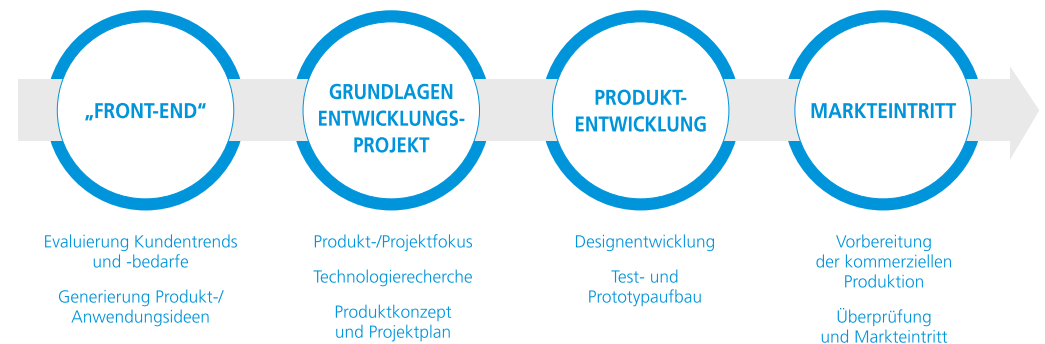 „FRONT-END“
GRUNDLAGEN
ENTWICKLUNGS-
PROJEKT
PRODUKT-
ENTWICKLUNG
MARKTEINTRITT
Evaluierung Kundentrends
und -bedarfe
Generierung Produkt-/
Anwendungsideen
Produkt-/Projektfokus
Technologierecherche
Produktkonzept
und Projektplan
Designentwicklung
Test- und
Prototypaufbau
Vorbereitung
der kommerziellen
Produktion
Überprüfung
und Markteintritt